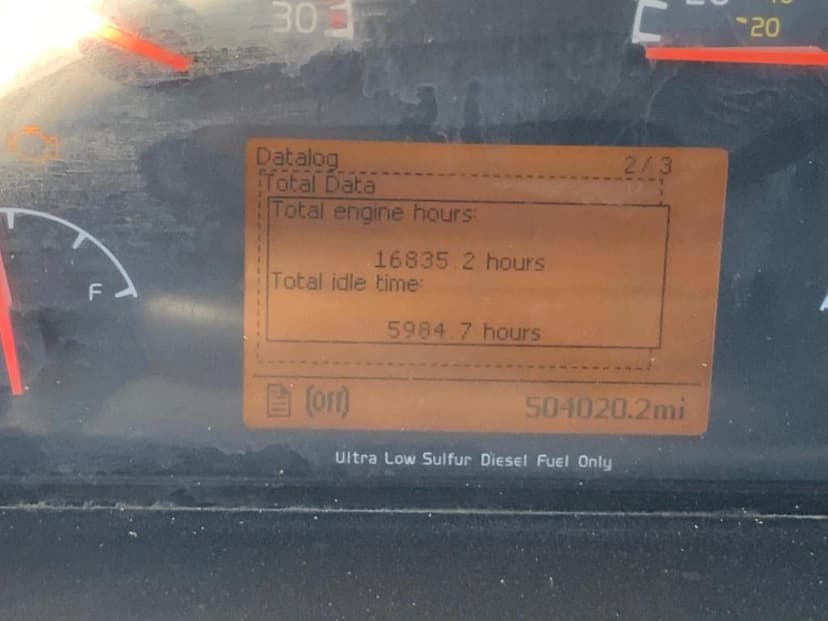 30
20
Datalog 2/3
Total Data
Total engine hours:
16835.2 hours
Total idle time:
5984.7 hours
F
(Off) 504020.2mi
Ultra Low Sulfur Diesel Fuel Only